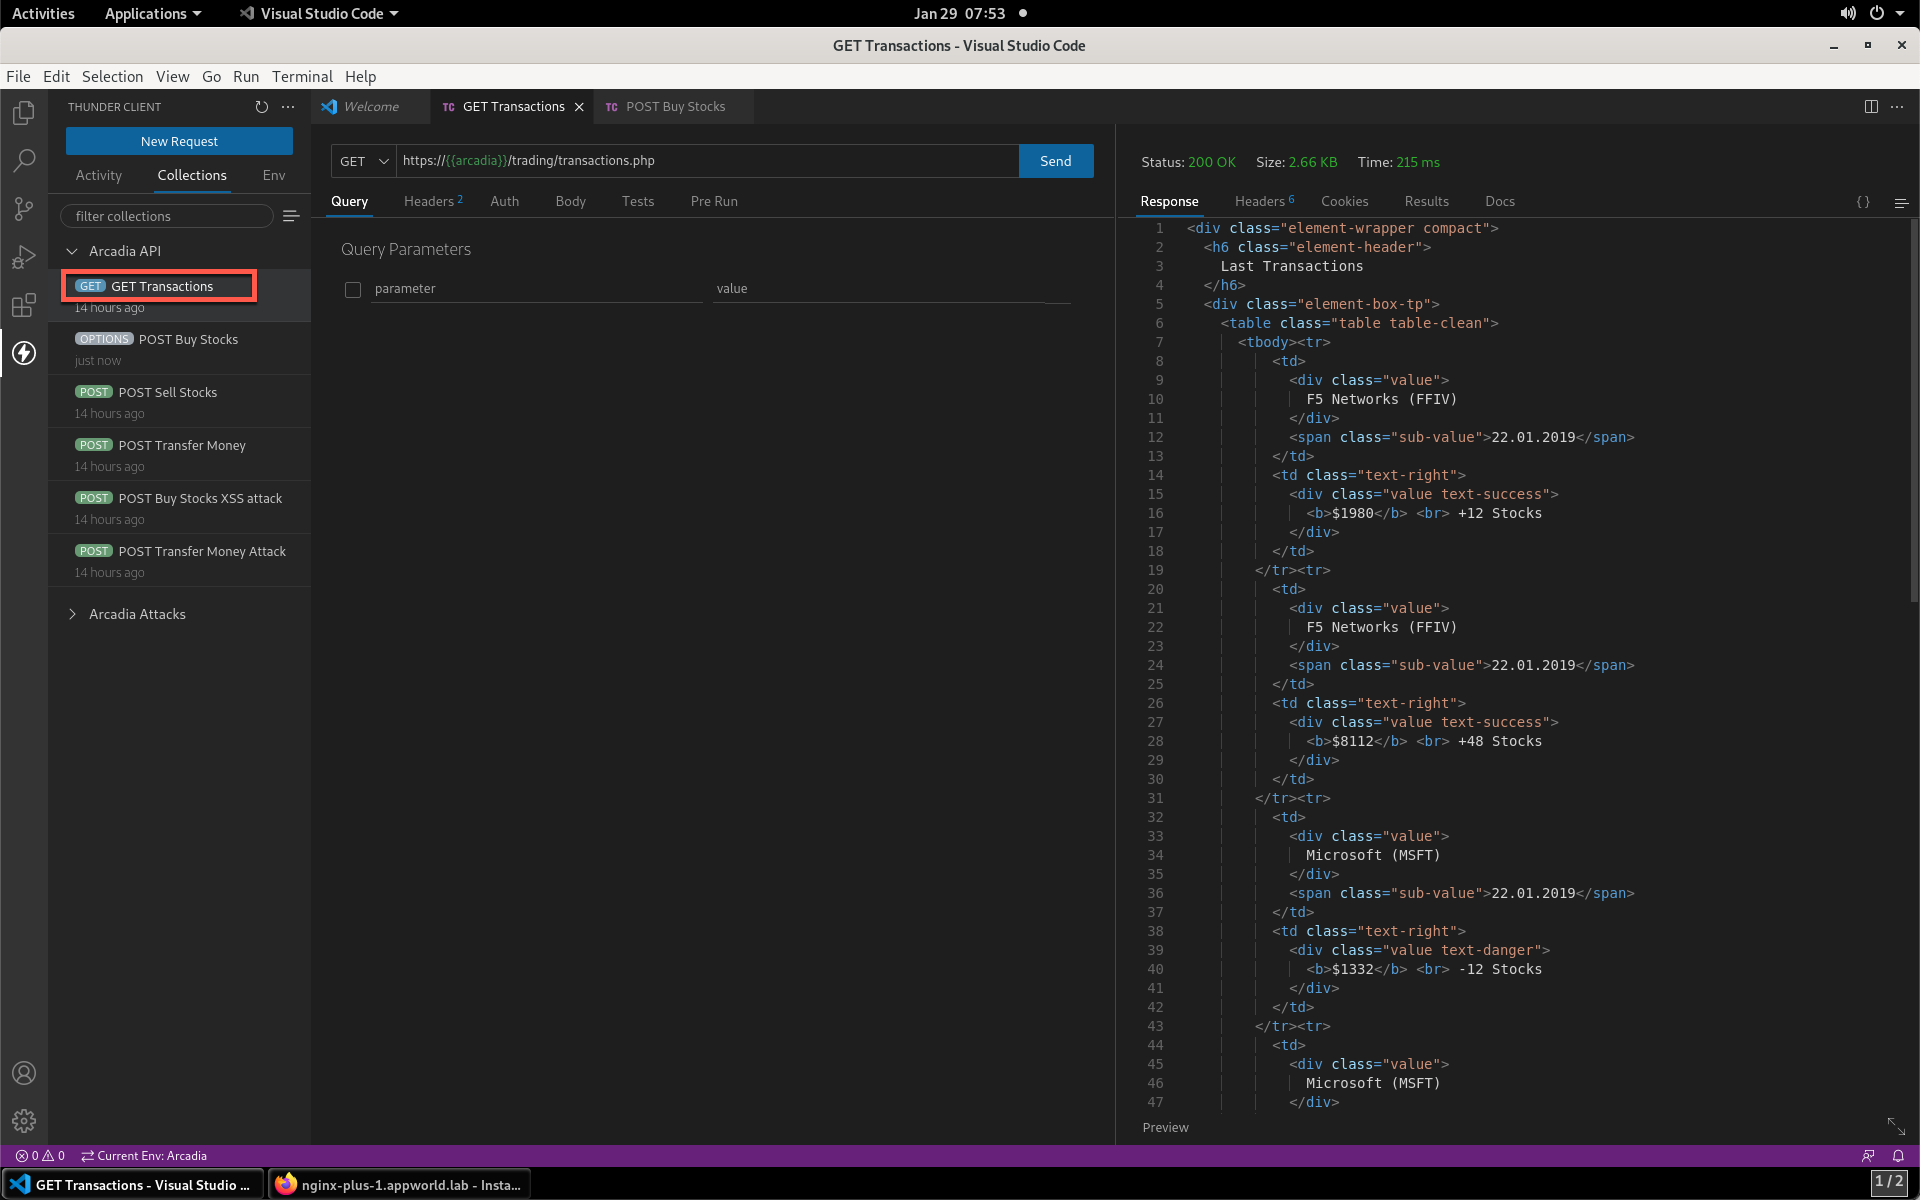 Activities Applications Visual Studio Code Jan 29 07:53
GET Transactions - Visual Studio Code
File Edit Selection View Go Run Terminal Help
THUNDER CLIENT
New Request
Activity Collections Env
filter collections
Arcadia API
GET GET Transactions
14 hours ago
OPTIONS POST Buy Stocks
just now
POST POST Sell Stocks
14 hours ago
POST POST Transfer Money
14 hours ago
POST POST Buy Stocks XSS attack
14 hours ago
POST POST Transfer Money Attack
14 hours ago
Arcadia Attacks
Welcome TC GET Transactions TC POST Buy Stocks
GET https://{{arcadia}}/trading/transactions.php Send
Query Headers 2 Auth Body Tests Pre Run
Query Parameters
parameter value
Status: 200 OK Size: 2.66 KB Time: 215 ms
Response Headers 6 Cookies Results Docs {}
1 <div class="element-wrapper compact">
2 <h6 class="element-header">
3 Last Transactions
4 </h6>
5 <div class="element-box-tp">
6 <table class="table table-clean">
7 <tbody><tr>
8 <td>
9 <div class="value">
10 F5 Networks (FFIV)
11 </div>
12 <span class="sub-value">22.01.2019</span>
13 </td>
14 <td class="text-right">
15 <div class="value text-success">
16 <b>$1980</b> <br> +12 Stocks
17 </div>
18 </td>
19 </tr><tr>
20 <td>
21 <div class="value">
22 F5 Networks (FFIV)
23 </div>
24 <span class="sub-value">22.01.2019</span>
25 </td>
26 <td class="text-right">
27 <div class="value text-success">
28 <b>$8112</b> <br> +48 Stocks
29 </div>
30 </td>
31 </tr><tr>
32 <td>
33 <div class="value">
34 Microsoft (MSFT)
35 </div>
36 <span class="sub-value">22.01.2019</span>
37 </td>
38 <td class="text-right">
39 <div class="value text-danger">
40 <b>$1332</b> <br> -12 Stocks
41 </div>
42 </td>
43 </tr><tr>
44 <td>
45 <div class="value">
46 Microsoft (MSFT)
47 </div>
Preview
0 0 Current Env: Arcadia
GET Transactions - Visual Studio ... nginx-plus-1.appworld.lab - Insta... 1 / 2